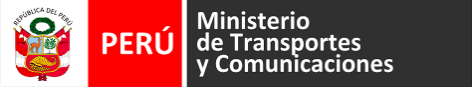 REPÚBLICA DEL PERÚ
PERÚ
Ministerio
de Transportes
y Comunicaciones